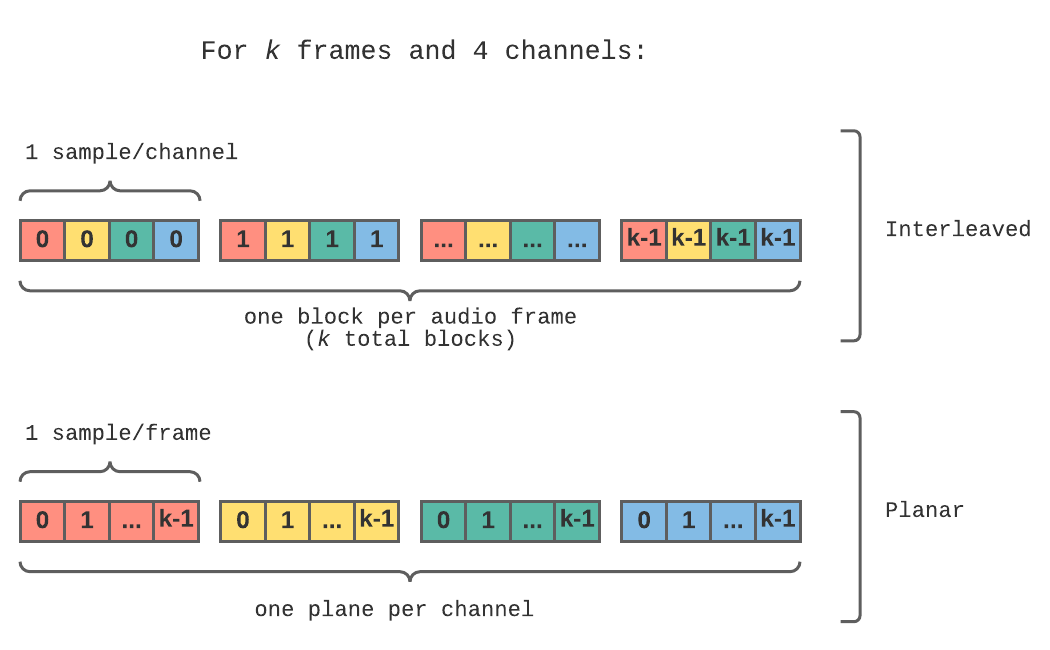 For k frames and 4 channels:
1 sample/channel
0 0 0 0 1 1 1 1 ... ... ... ... k-1 k-1 k-1 k-1
Interleaved
one block per audio frame
(k total blocks)
1 sample/frame
0 1 ... k-1 0 1 ... k-1 0 1 ... k-1 0 1 ... k-1
Planar
one plane per channel